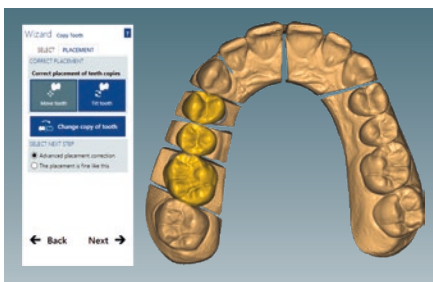 Wizard Copy Tooth ?
SELECT PLACEMENT
CORRECT PLACEMENT
Correct placement of tooth copies
Move tooth Tilt tooth
Change copy of tooth
SELECT NEXT STEP
Advanced placement correction
The placement is fine like this
Back Next